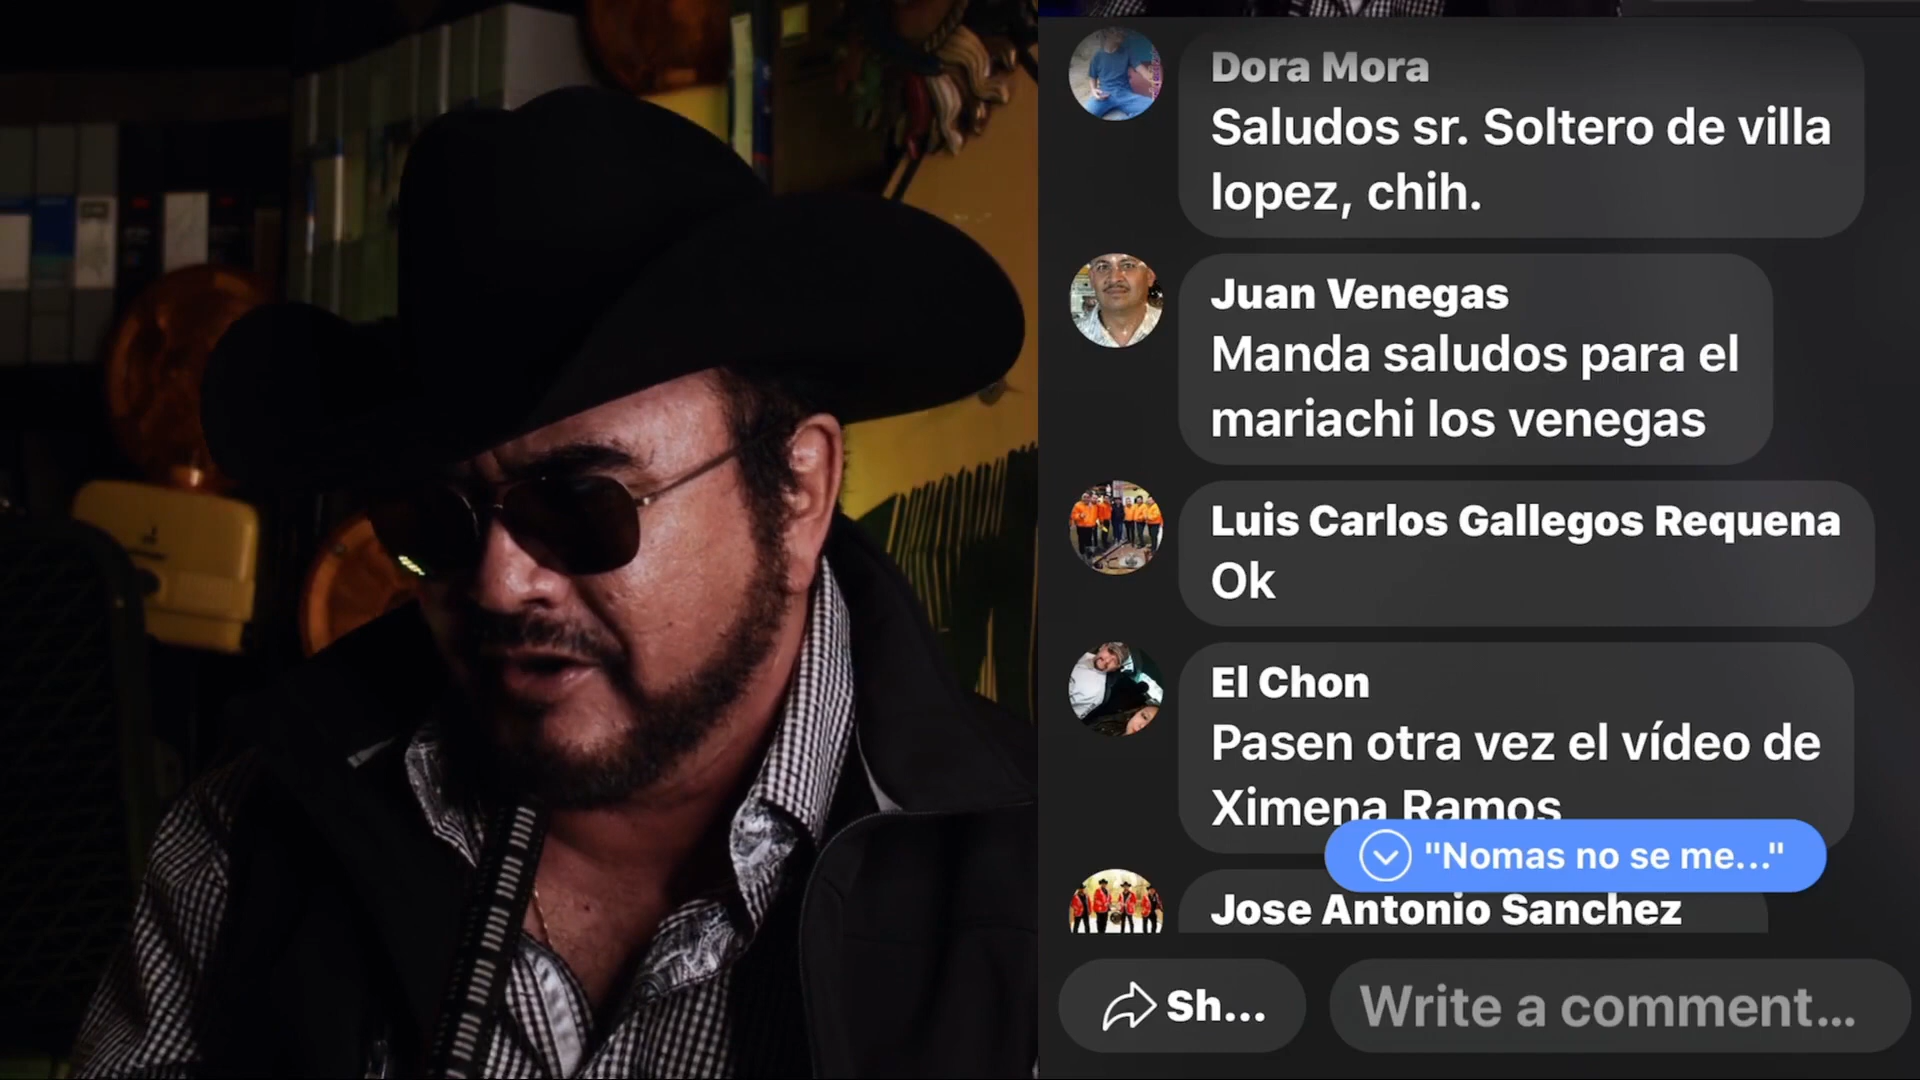 Dora Mora
Saludos sr. Soltero de villa
lopez, chih.
Juan Venegas
Manda saludos para el
mariachi los venegas
Luis Carlos Gallegos Requena
Ok
El Chon
Pasen otra vez el vídeo de
Ximena Ramos
"Nomas no se me..."
Jose Antonio Sanchez
Sh...
Write a comment...